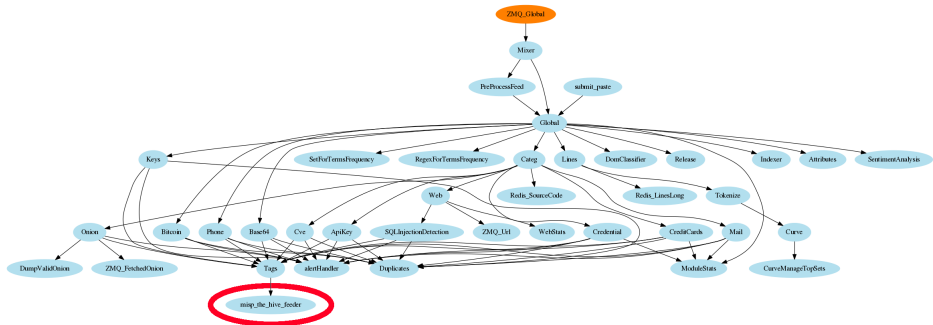 ZMQ_Global
Mixer
PreProcessFeed
submit_paste
Global
Keys
SetForTermsFrequency
RegexForTermsFrequency
Categ
Lines
DomClassifier
Release
Indexer
Attributes
SentimentAnalysis
Web
Redis_SourceCode
Redis_LinesLong
Tokenize
Onion
Bitcoin
Phone
Base64
Cve
ApiKey
SQLInjectionDetection
ZMQ_Url
WebStats
Credential
CreditCards
Mail
Curve
DumpValidOnion
ZMQ_FetchedOnion
Tags
alertHandler
Duplicates
ModuleStats
CurveManageTopSets
misp_the_hive_feeder